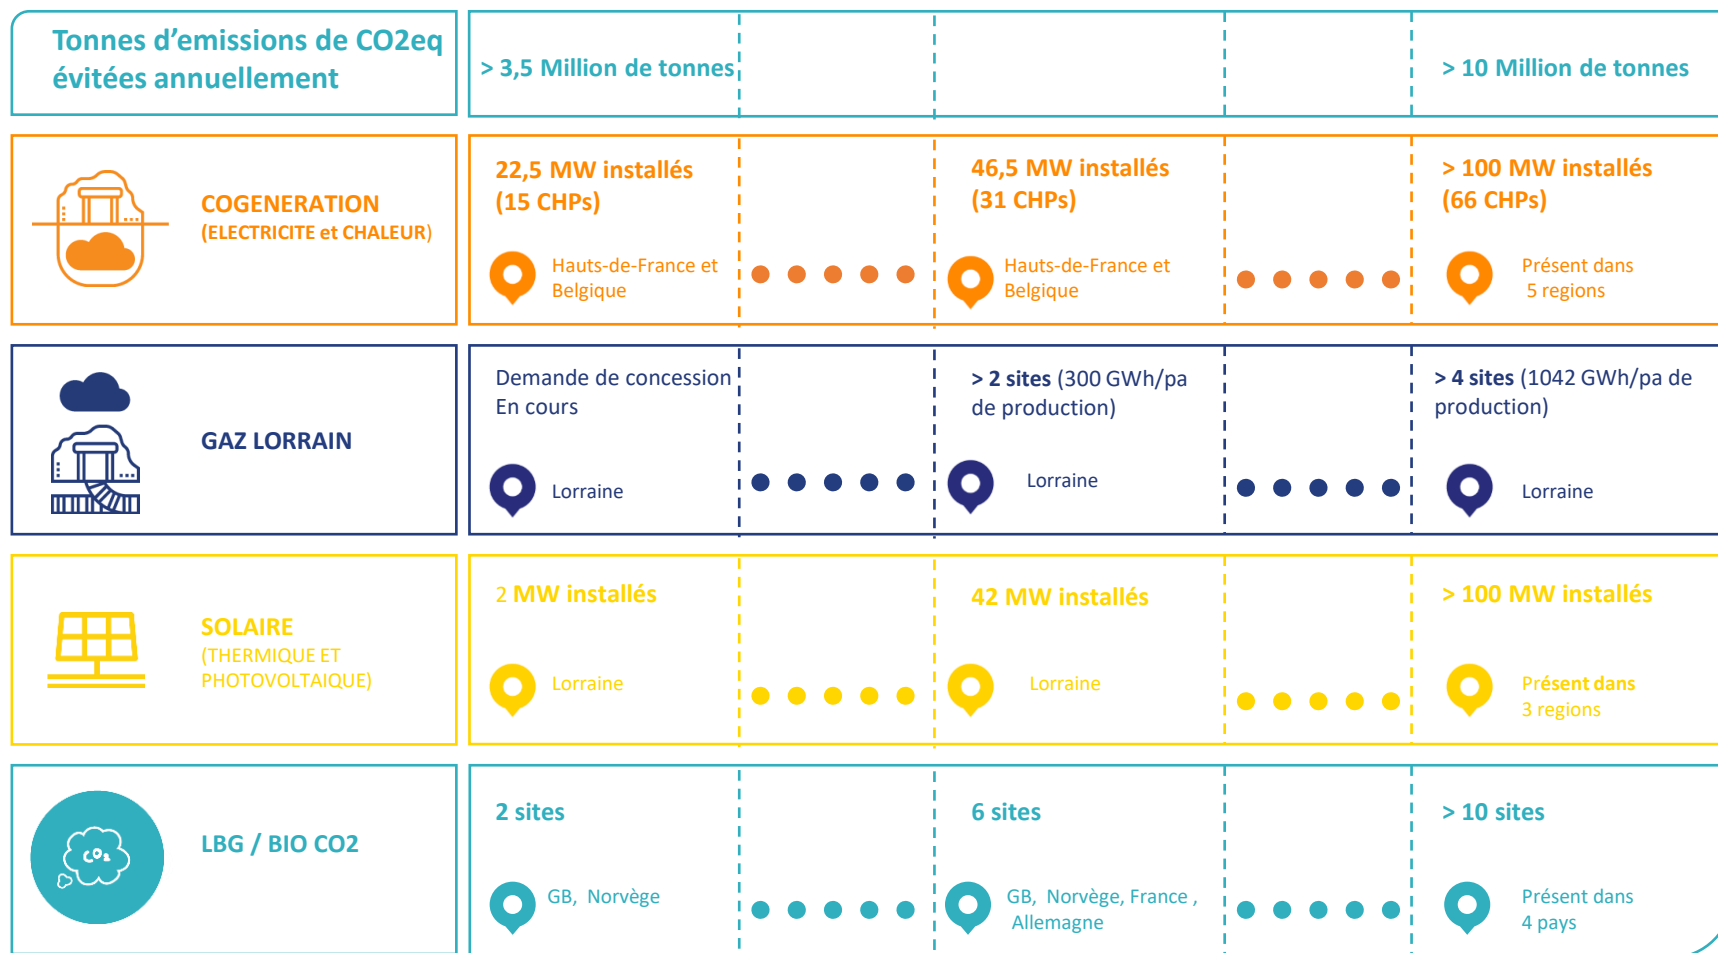 Tonnes d'emissions de CO2eq
évitées annuellement
> 3,5 Million de tonnes
> 10 Million de tonnes
COGENERATION
(ELECTRICITE et CHALEUR)
22,5 MW installés
(15 CHPs)
Hauts-de-France et
Belgique
46,5 MW installés
(31 CHPs)
Hauts-de-France et
Belgique
> 100 MW installés
(66 CHPs)
Présent dans
5 regions
GAZ LORRAIN
Demande de concession
En cours
Lorraine
> 2 sites (300 GWh/pa
de production)
Lorraine
> 4 sites (1042 GWh/pa de
production)
Lorraine
SOLAIRE
(THERMIQUE ET
PHOTOVOLTAIQUE)
2 MW installés
Lorraine
42 MW installés
Lorraine
> 100 MW installés
Présent dans
3 regions
CO2
LBG / BIO CO2
2 sites
GB, Norvège
6 sites
GB, Norvège, France ,
Allemagne
> 10 sites
Présent dans
4 pays